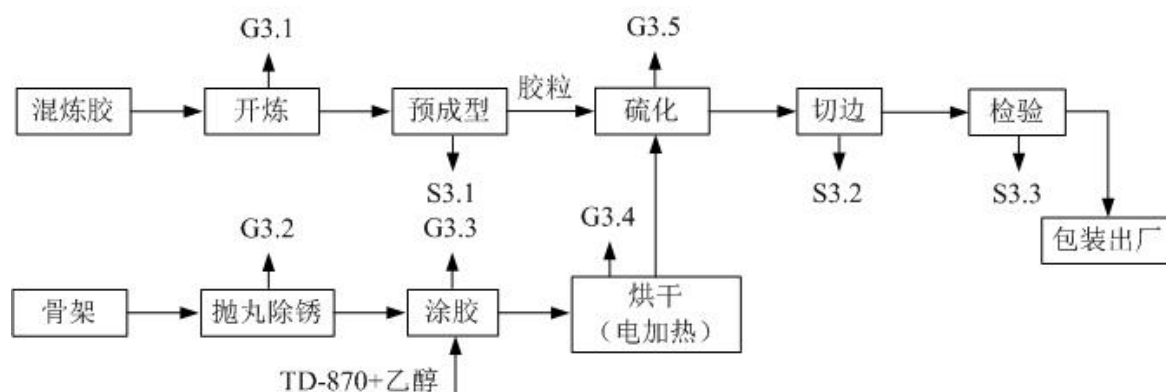 G3.1
G3.5
混炼胶
开炼
预成型
胶粒
硫化
切边
检验
S3.1
S3.2
S3.3
G3.2
G3.3
G3.4
包装出厂
骨架
抛丸除锈
涂胶
烘干
（电加热）
TD-870+乙醇